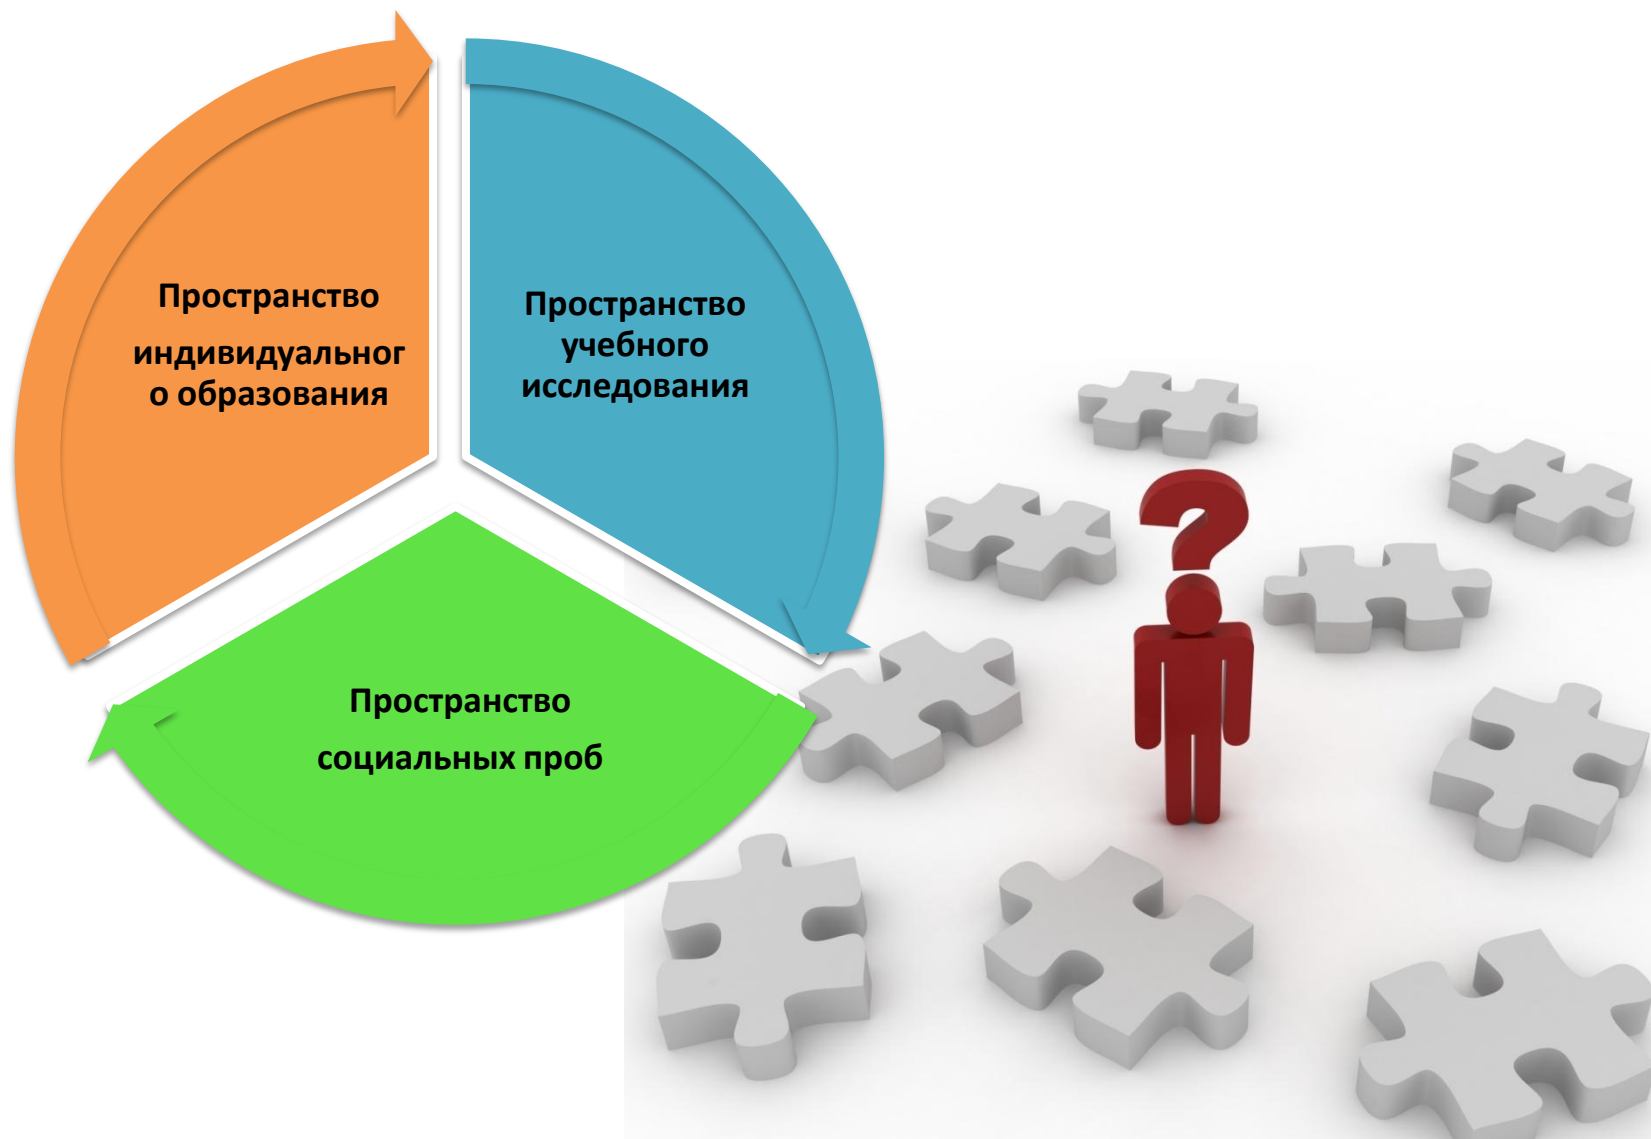 Пространство
индивидуальног
о образования
Пространство
учебного
исследования
Пространство
социальных проб